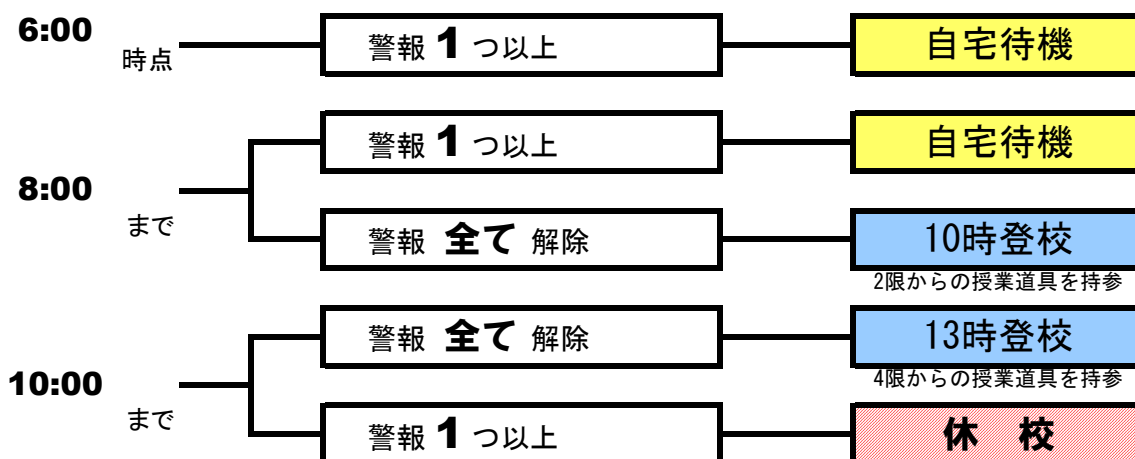 6:00
時点
警報 1 つ以上
自宅待機
警報 1 つ以上
自宅待機
8:00
まで
警報 全て 解除
10時登校
2限からの授業道具を持参
警報 全て 解除
13時登校
4限からの授業道具を持参
10:00
まで
警報 1 つ以上
休 校